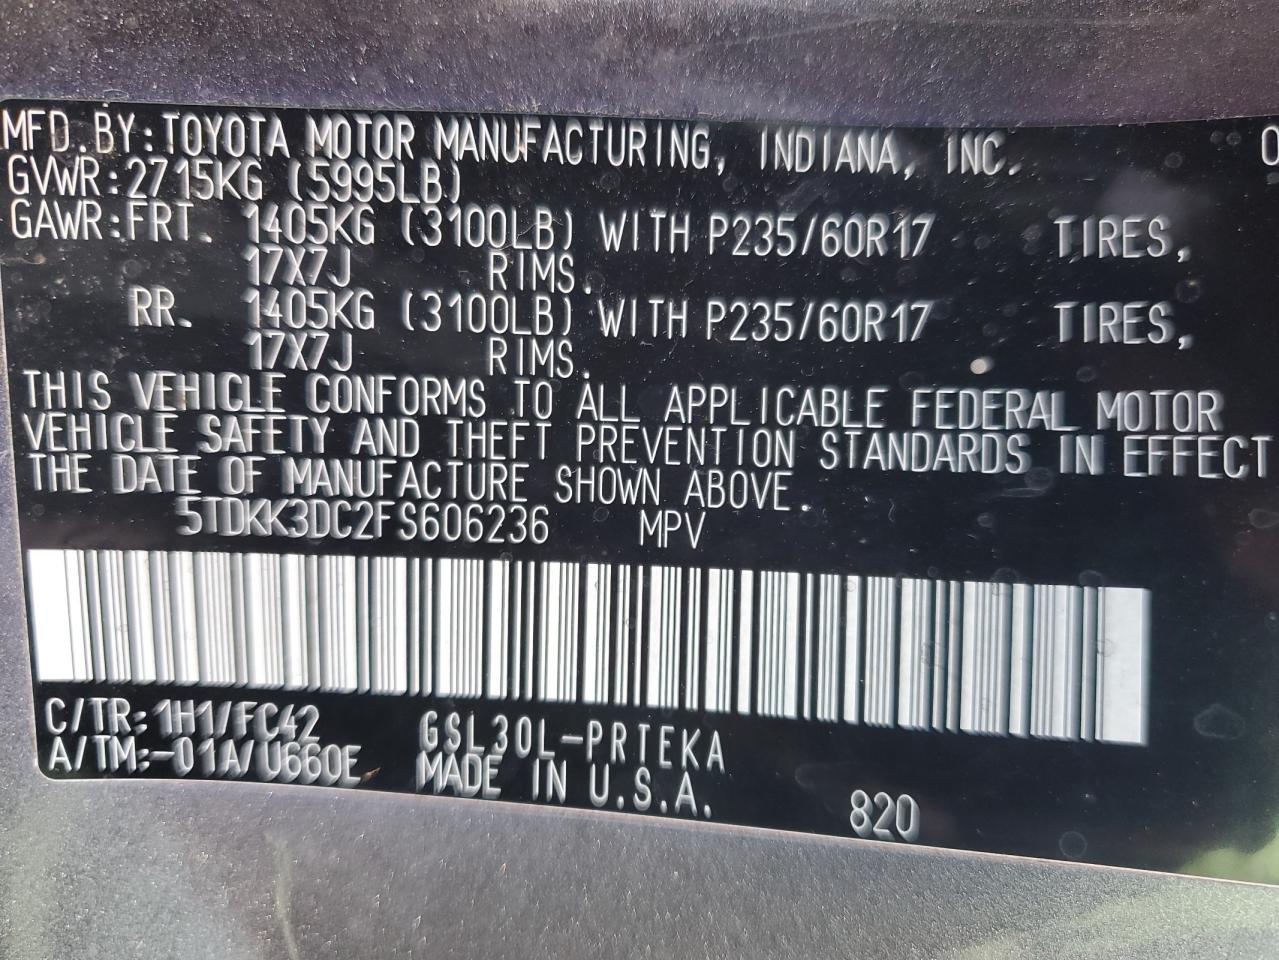 MFD.BY:TOYOTA MOTOR MANUFACTURING, INDIANA, INC. 0
GVWR:2715KG (5995LB)
GAWR:FRT. 1405KG (3100LB) WITH P235/60R17 TIRES,
17X7J RIMS.
RR. 1405KG (3100LB) WITH P235/60R17 TIRES,
17X7J RIMS.
THIS VEHICLE CONFORMS TO ALL APPLICABLE FEDERAL MOTOR
VEHICLE SAFETY AND THEFT PREVENTION STANDARDS IN EFFECT
THE DATE OF MANUFACTURE SHOWN ABOVE.
5TDKK3DC2FS606236 MPV
C/TR:1H1/FC42 GSL30L-PRTEKA
A/TM:-01A/U660E MADE IN U.S.A.
820